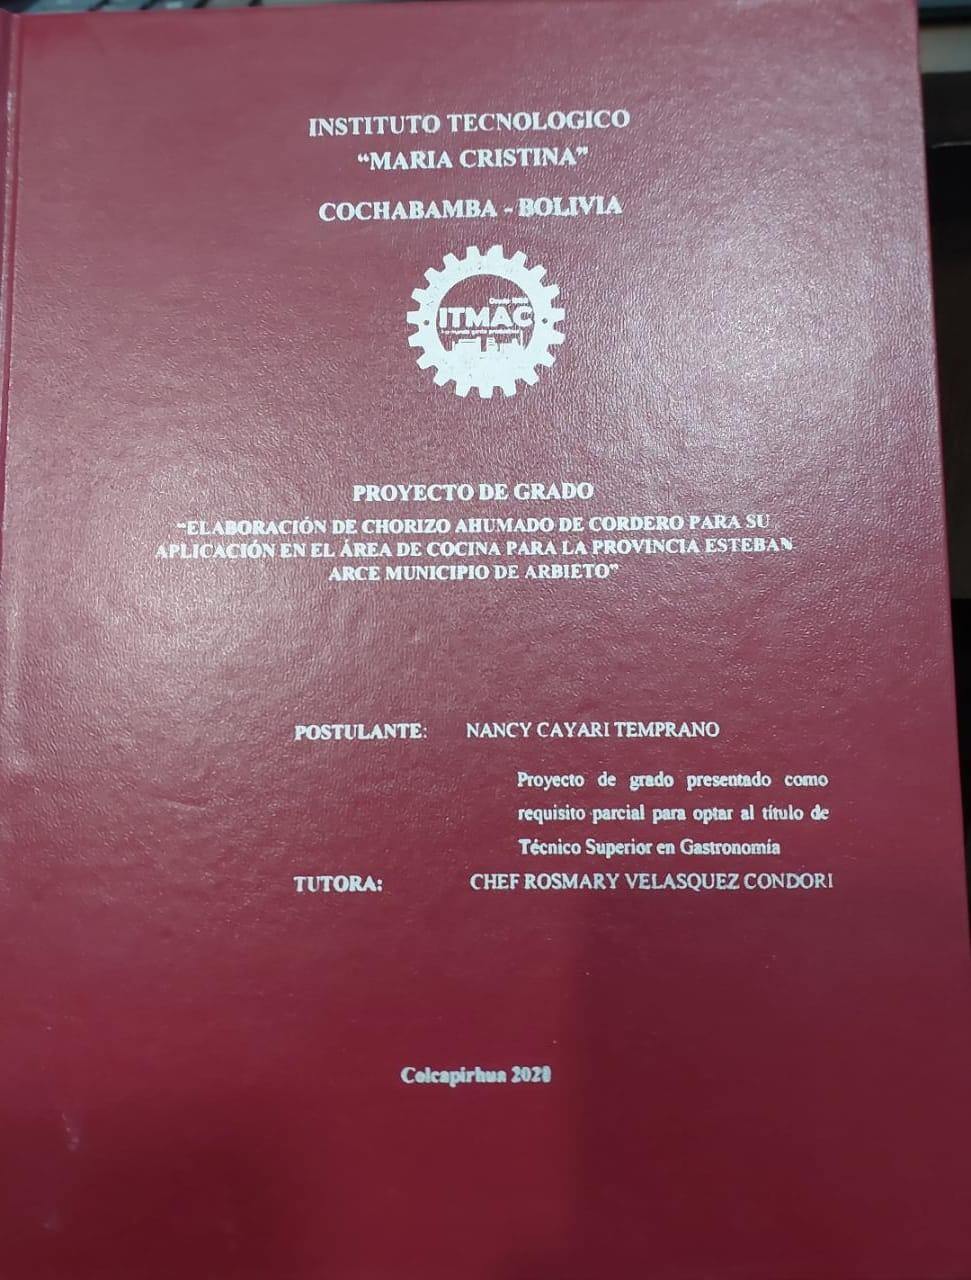 INSTITUTO TECNOLOGICO
“MARIA CRISTINA”
COCHABAMBA - BOLIVIA
Desde
ITMAC
PROYECTO DE GRADO
“ELABORACIÓN DE CHORIZO AHUMADO DE CORDERO PARA SU
APLICACIÓN EN EL ÁREA DE COCINA PARA LA PROVINCIA ESTEBAN
ARCE MUNICIPIO DE ARBIETO”
POSTULANTE: NANCY CAYARI TEMPRANO
Proyecto de grado presentado como
requisito parcial para optar al título de
Técnico Superior en Gastronomía
TUTORA: CHEF ROSMARY VELASQUEZ CONDORI
Colcapirhua